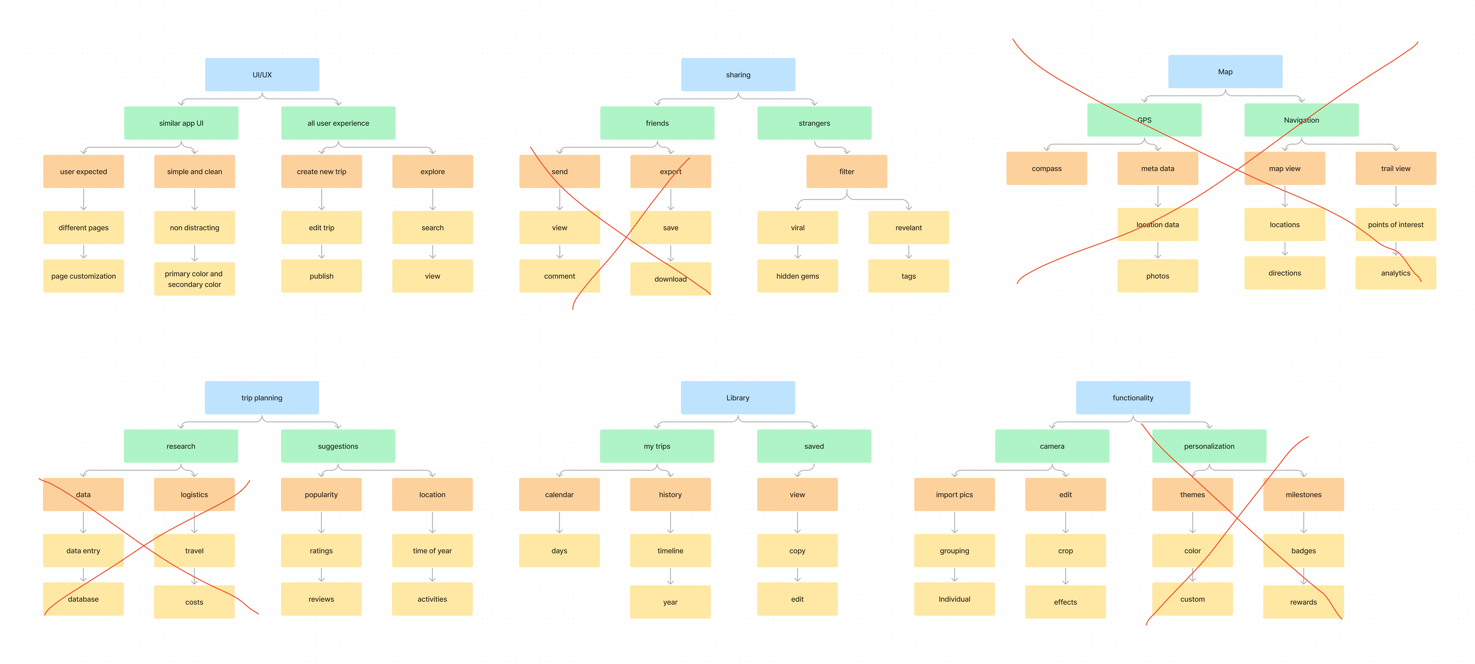 UI/UX
similar app UI
all user experience
user expected
simple and clean
create new trip
explore
different pages
non distracting
edit trip
search
page customization
primary color and
secondary color
publish
view
sharing
friends
strangers
send
export
filter
view
save
viral
revelant
comment
download
hidden gems
tags
Map
GPS
Navigation
compass
meta data
map view
trail view
location data
locations
points of interest
photos
directions
analytics
trip planning
research
suggestions
data
logistics
popularity
location
data entry
travel
ratings
time of year
database
costs
reviews
activities
Library
my trips
saved
calendar
history
view
days
timeline
copy
year
edit
functionality
camera
personalization
import pics
edit
themes
milestones
grouping
crop
color
badges
Individual
effects
custom
rewards